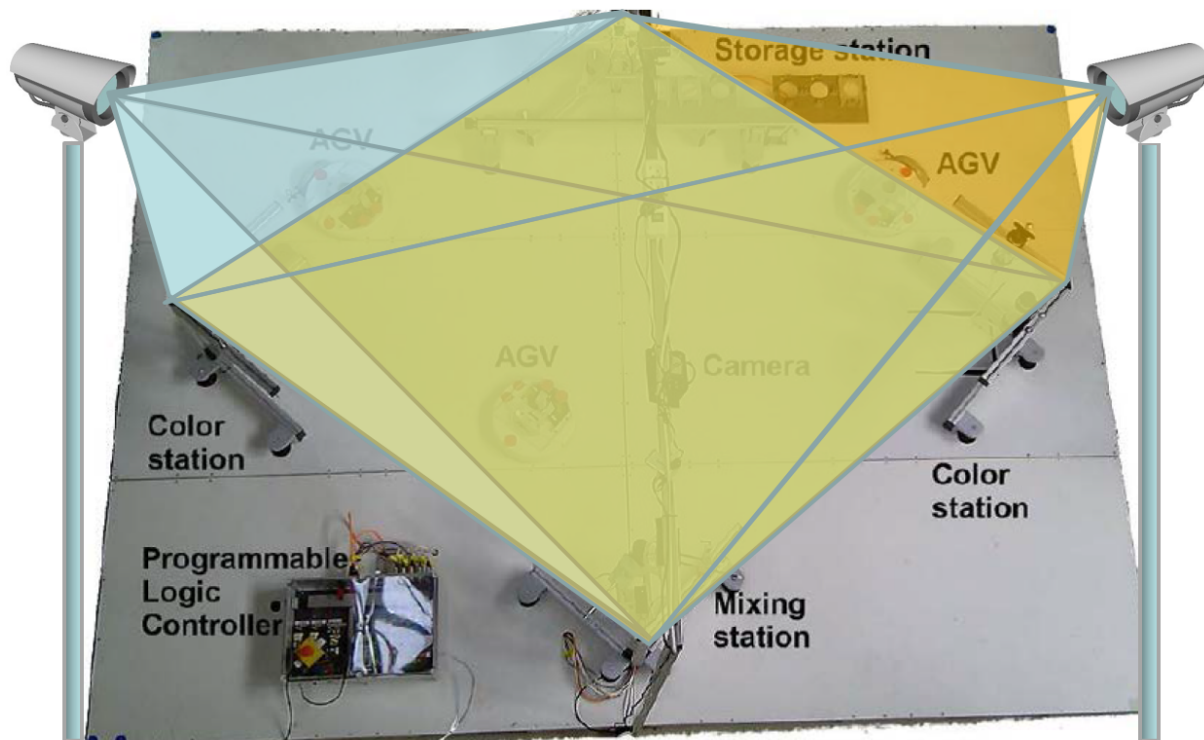 Storage station
AGV
AGV
AGV
Camera
Color
station
Color
station
Programmable
Logic
Controller
Mixing
station